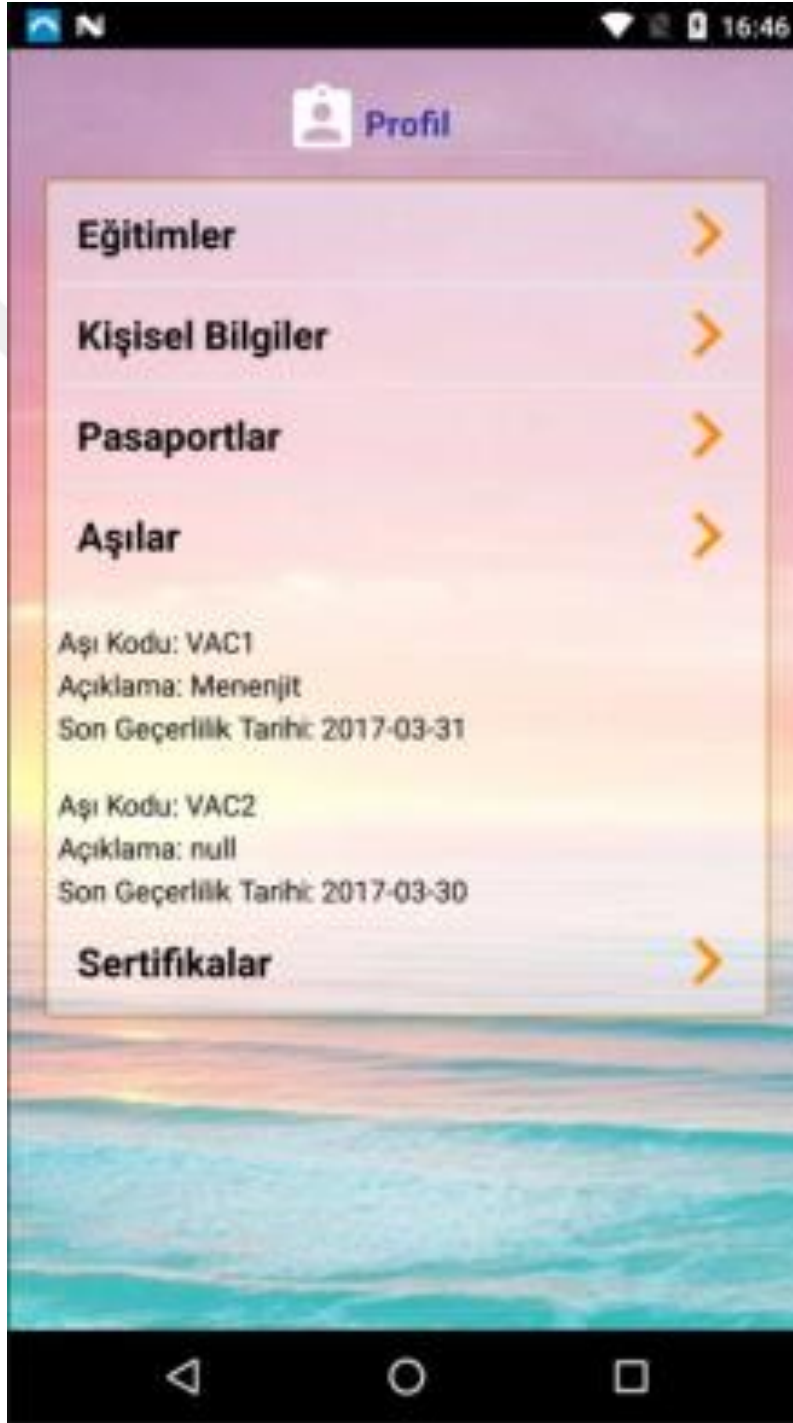 16:46
Profil
Eğitimler
Kişisel Bilgiler
Pasaportlar
Aşılar
Aşı Kodu: VAC1
Açıklama: Menenjit
Son Geçerlilik Tarihi: 2017-03-31
Aşı Kodu: VAC2
Açıklama: null
Son Geçerlilik Tarihi: 2017-03-30
Sertifikalar